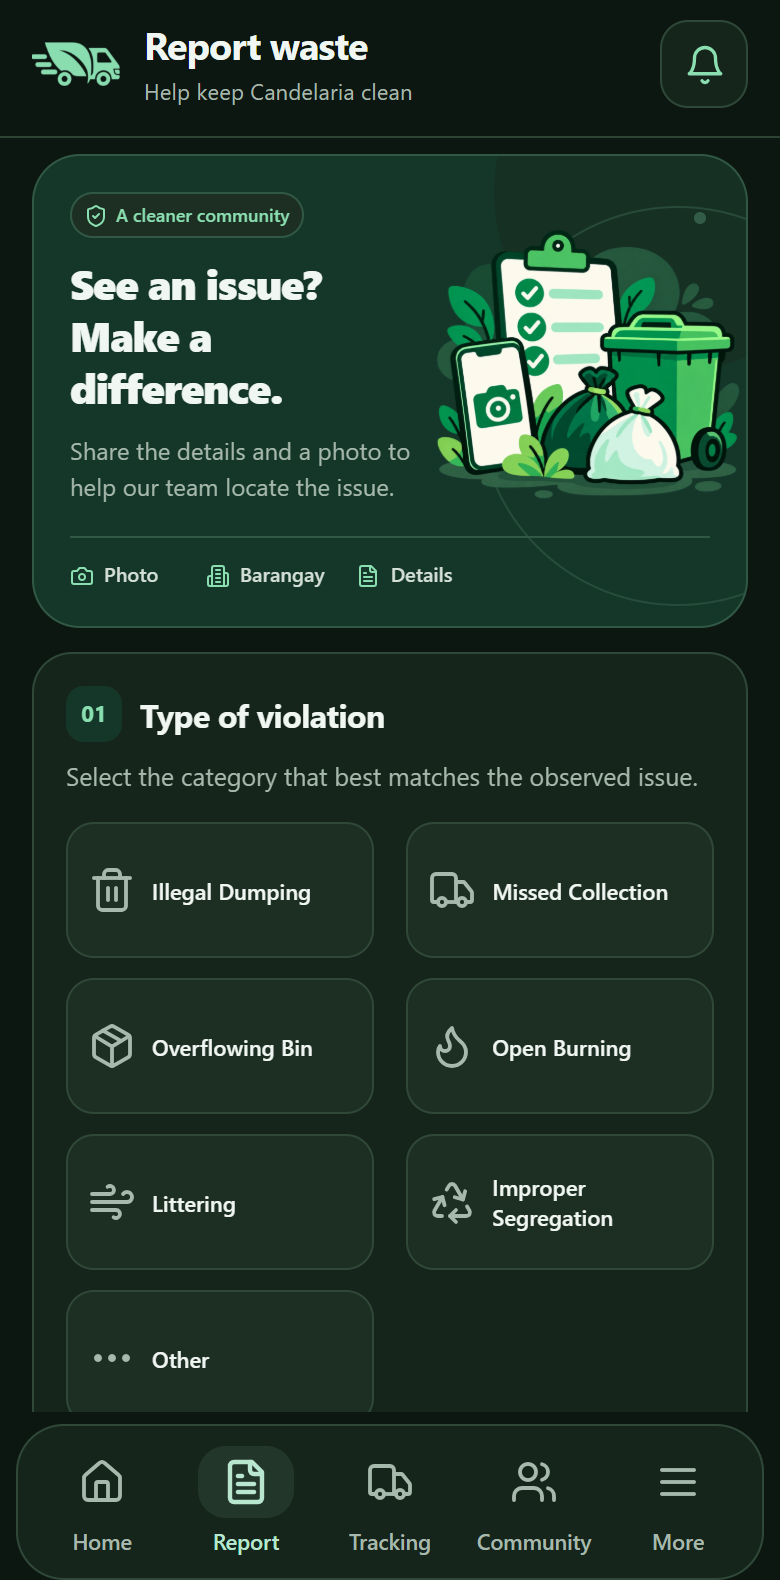 Report waste
Help keep Candelaria clean
A cleaner community
See an issue?
Make a
difference.
Share the details and a photo to
help our team locate the issue.
Photo
Barangay
Details
01
Type of violation
Select the category that best matches the observed issue.
Illegal Dumping
Missed Collection
Overflowing Bin
Open Burning
Littering
Improper
Segregation
Other
Home
Report
Tracking
Community
More